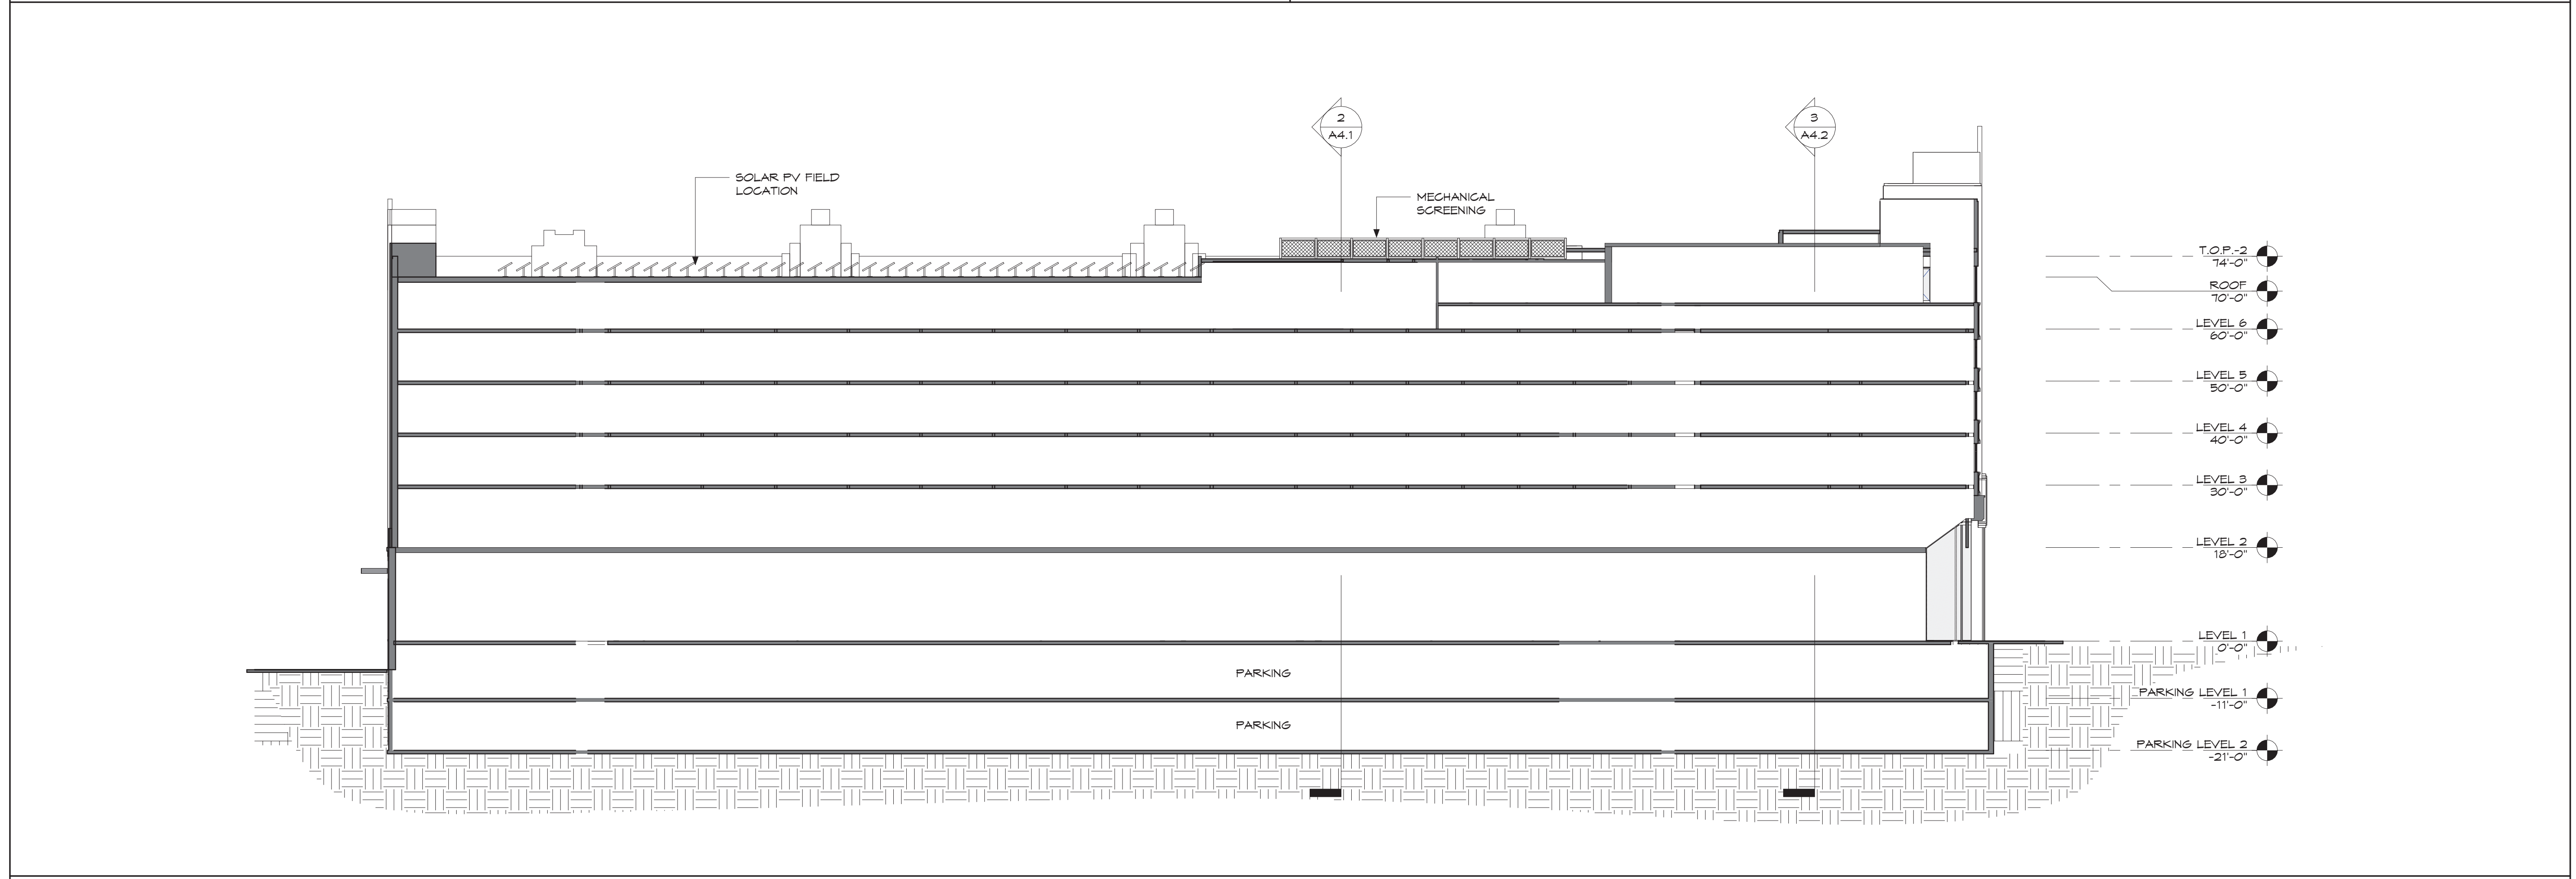 2
A4.1
3
A4.2
SOLAR PV FIELD
LOCATION
MECHANICAL
SCREENING
T.O.P.-2
74'-0"
ROOF
70'-0"
LEVEL 6
60'-0"
LEVEL 5
50'-0"
LEVEL 4
40'-0"
LEVEL 3
30'-0"
LEVEL 2
18'-0"
LEVEL 1
0'-0"
PARKING
PARKING LEVEL 1
-11'-0"
PARKING
PARKING LEVEL 2
-21'-0"